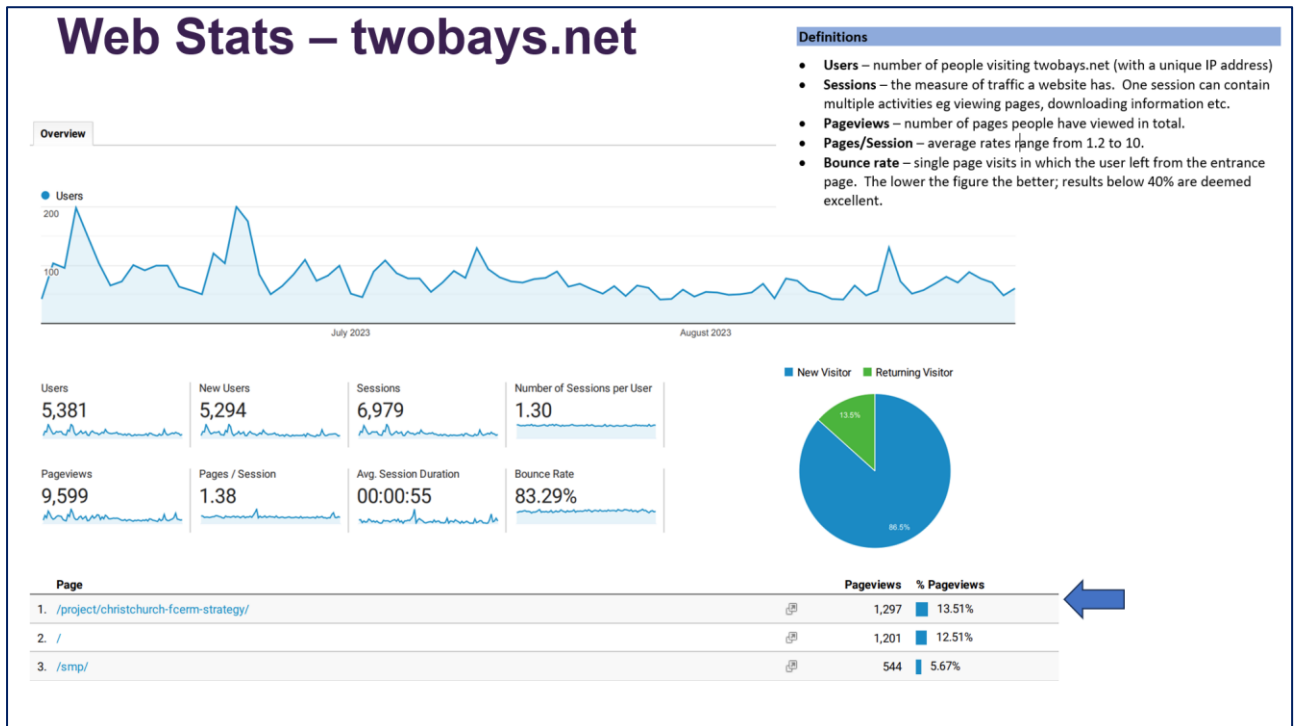 Web Stats – twobays.net
Definitions
• Users – number of people visiting twobays.net (with a unique IP address)
• Sessions – the measure of traffic a website has. One session can contain
multiple activities eg viewing pages, downloading information etc.
• Pageviews – number of pages people have viewed in total.
• Pages/Session – average rates range from 1.2 to 10.
• Bounce rate – single page visits in which the user left from the entrance
page. The lower the figure the better; results below 40% are deemed
excellent.
Overview
Users
200
100
July 2023
August 2023
Users
5,381
New Users
5,294
Sessions
6,979
Number of Sessions per User
1.30
Pageviews
9,599
Pages / Session
1.38
Avg. Session Duration
00:00:55
Bounce Rate
83.29%
New Visitor Returning Visitor
13.5%
86.5%
Page Pageviews % Pageviews
1. /project/christchurch-fcerm-strategy/ 1,297 13.51%
2. / 1,201 12.51%
3. /smp/ 544 5.67%